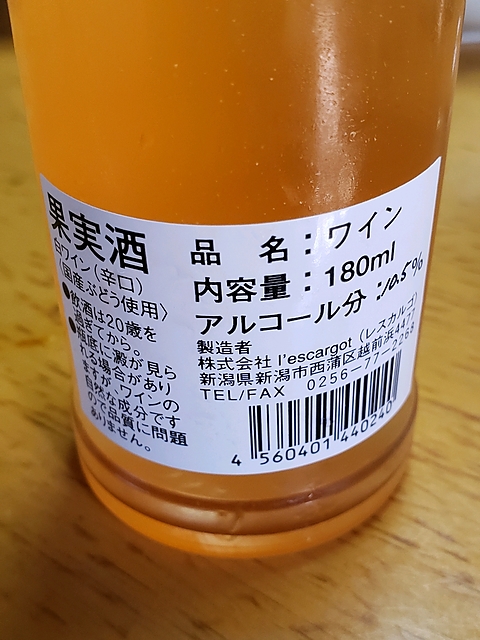 果実酒
白ワイン（辛口）
〈国産ぶどう使用〉
●飲酒は20歳を
過ぎてから。
●瓶底に澱が見ら
れる場合があり
ますが、ワインの
自然な成分です
ので品質に問題
ありません。
品 名：ワイン
内容量：180ml
アルコール分：10.5%
製造者
株式会社 l'escargot（レスカルゴ）
新潟県新潟市西蒲区越前浜4477
TEL/FAX 0256-77-2268
4 560401 440240